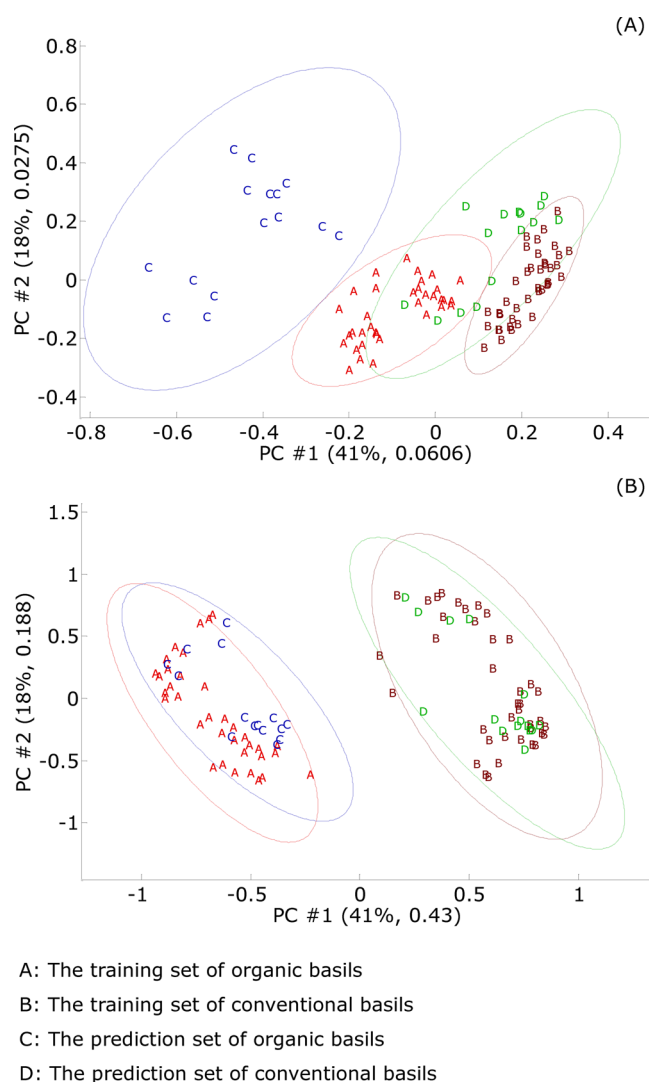 (A)
0.8
0.6
0.4
0.2
0
-0.2
-0.4
PC #2 (18%, 0.0275)
-0.8 -0.6 -0.4 -0.2 0 0.2 0.4
PC #1 (41%, 0.0606)
(B)
1.5
1
0.5
0
-0.5
-1
PC #2 (18%, 0.188)
-1 -0.5 0 0.5 1
PC #1 (41%, 0.43)
A: The training set of organic basils
B: The training set of conventional basils
C: The prediction set of organic basils
D: The prediction set of conventional basils